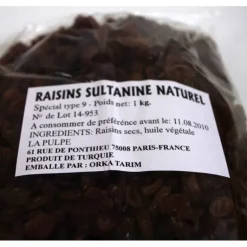 RAISINS SULTANINE NATUREL
Spécial type 9 - Poids net: 1 kg.
N° de Lot 14-953
A consommer de préférence avant le: 11.08.2010
INGREDIENTS: Raisins secs, huile végétale
LA PULPE
61 RUE DE PONTHIEU 75008 PARIS-FRANCE
PRODUIT DE TURQUIE
EMBALLE PAR : ORKA TARIM